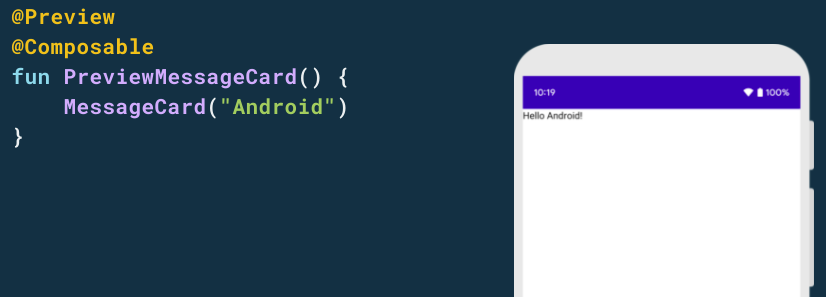 @Preview
@Composable
fun PreviewMessageCard() {
    MessageCard("Android")
}
10:19 100%
Hello Android!